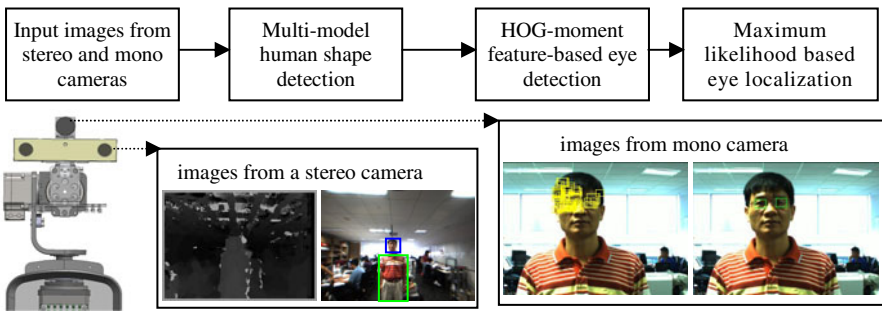 Input images from
stereo and mono
cameras
Multi-model
human shape
detection
HOG-moment
feature-based eye
detection
Maximum
likelihood based
eye localization
images from a stereo camera
images from mono camera